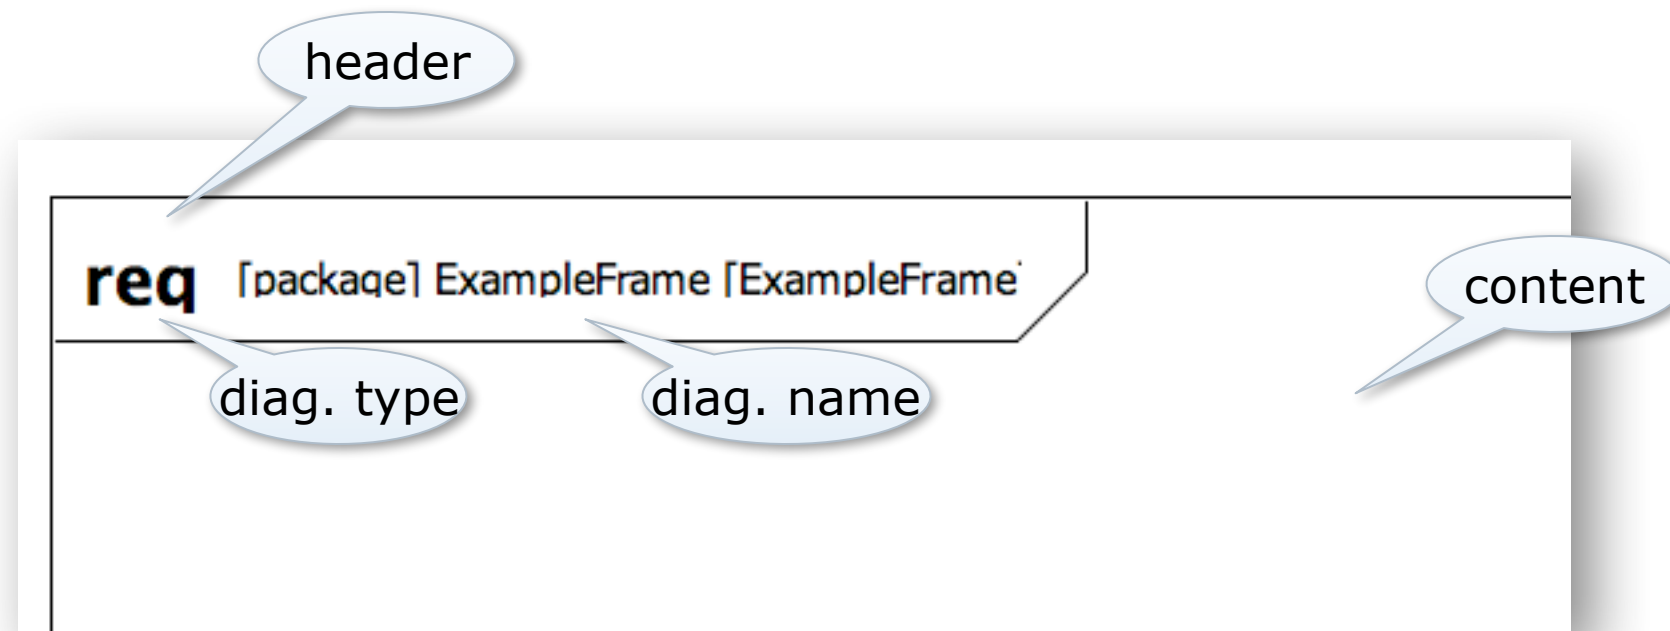 header
req [package] ExampleFrame [ExampleFrame
content
diag. type diag. name